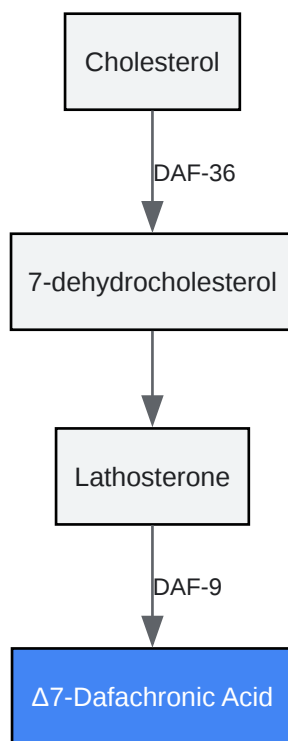 Cholesterol
DAF-36
7-dehydrocholesterol
Lathosterone
DAF-9
Δ7-Dafachronic Acid